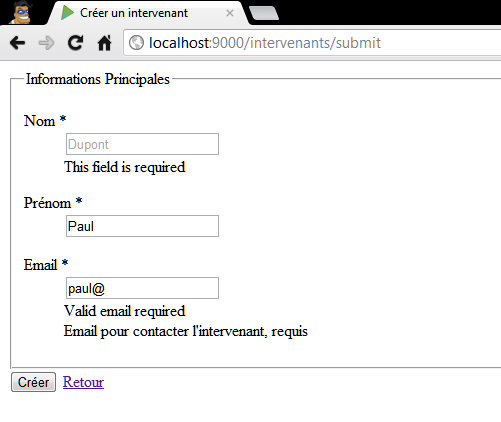 Créer un intervenant
localhost:9000/intervenants/submit
Informations Principales
Nom *
Dupont
This field is required
Prénom *
Paul
Email *
paul@
Valid email required
Email pour contacter l'intervenant, requis
Créer Retour